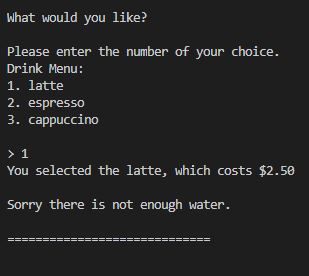 What would you like?
Please enter the number of your choice.
Drink Menu:
1. latte
2. espresso
3. cappuccino
> 1
You selected the latte, which costs $2.50
Sorry there is not enough water.
=============================